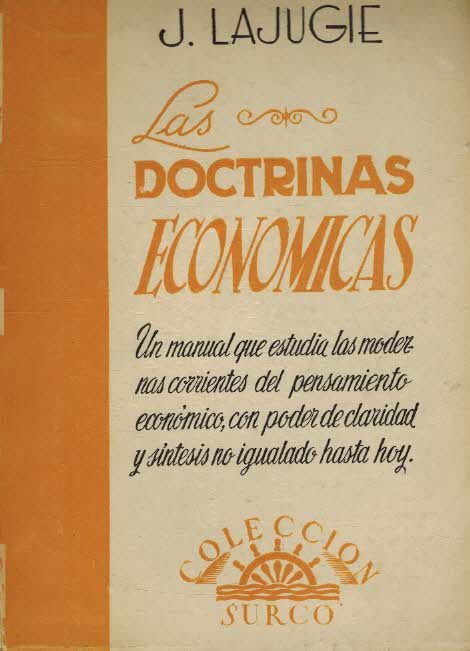 J. LAJUGIE
Las
DOCTRINAS
ECONOMICAS
Un manual que estudia las moder-
nas corrientes del pensamiento
económico, con poder de claridad
y síntesis no igualado hasta hoy.
COLECCION
SURCO